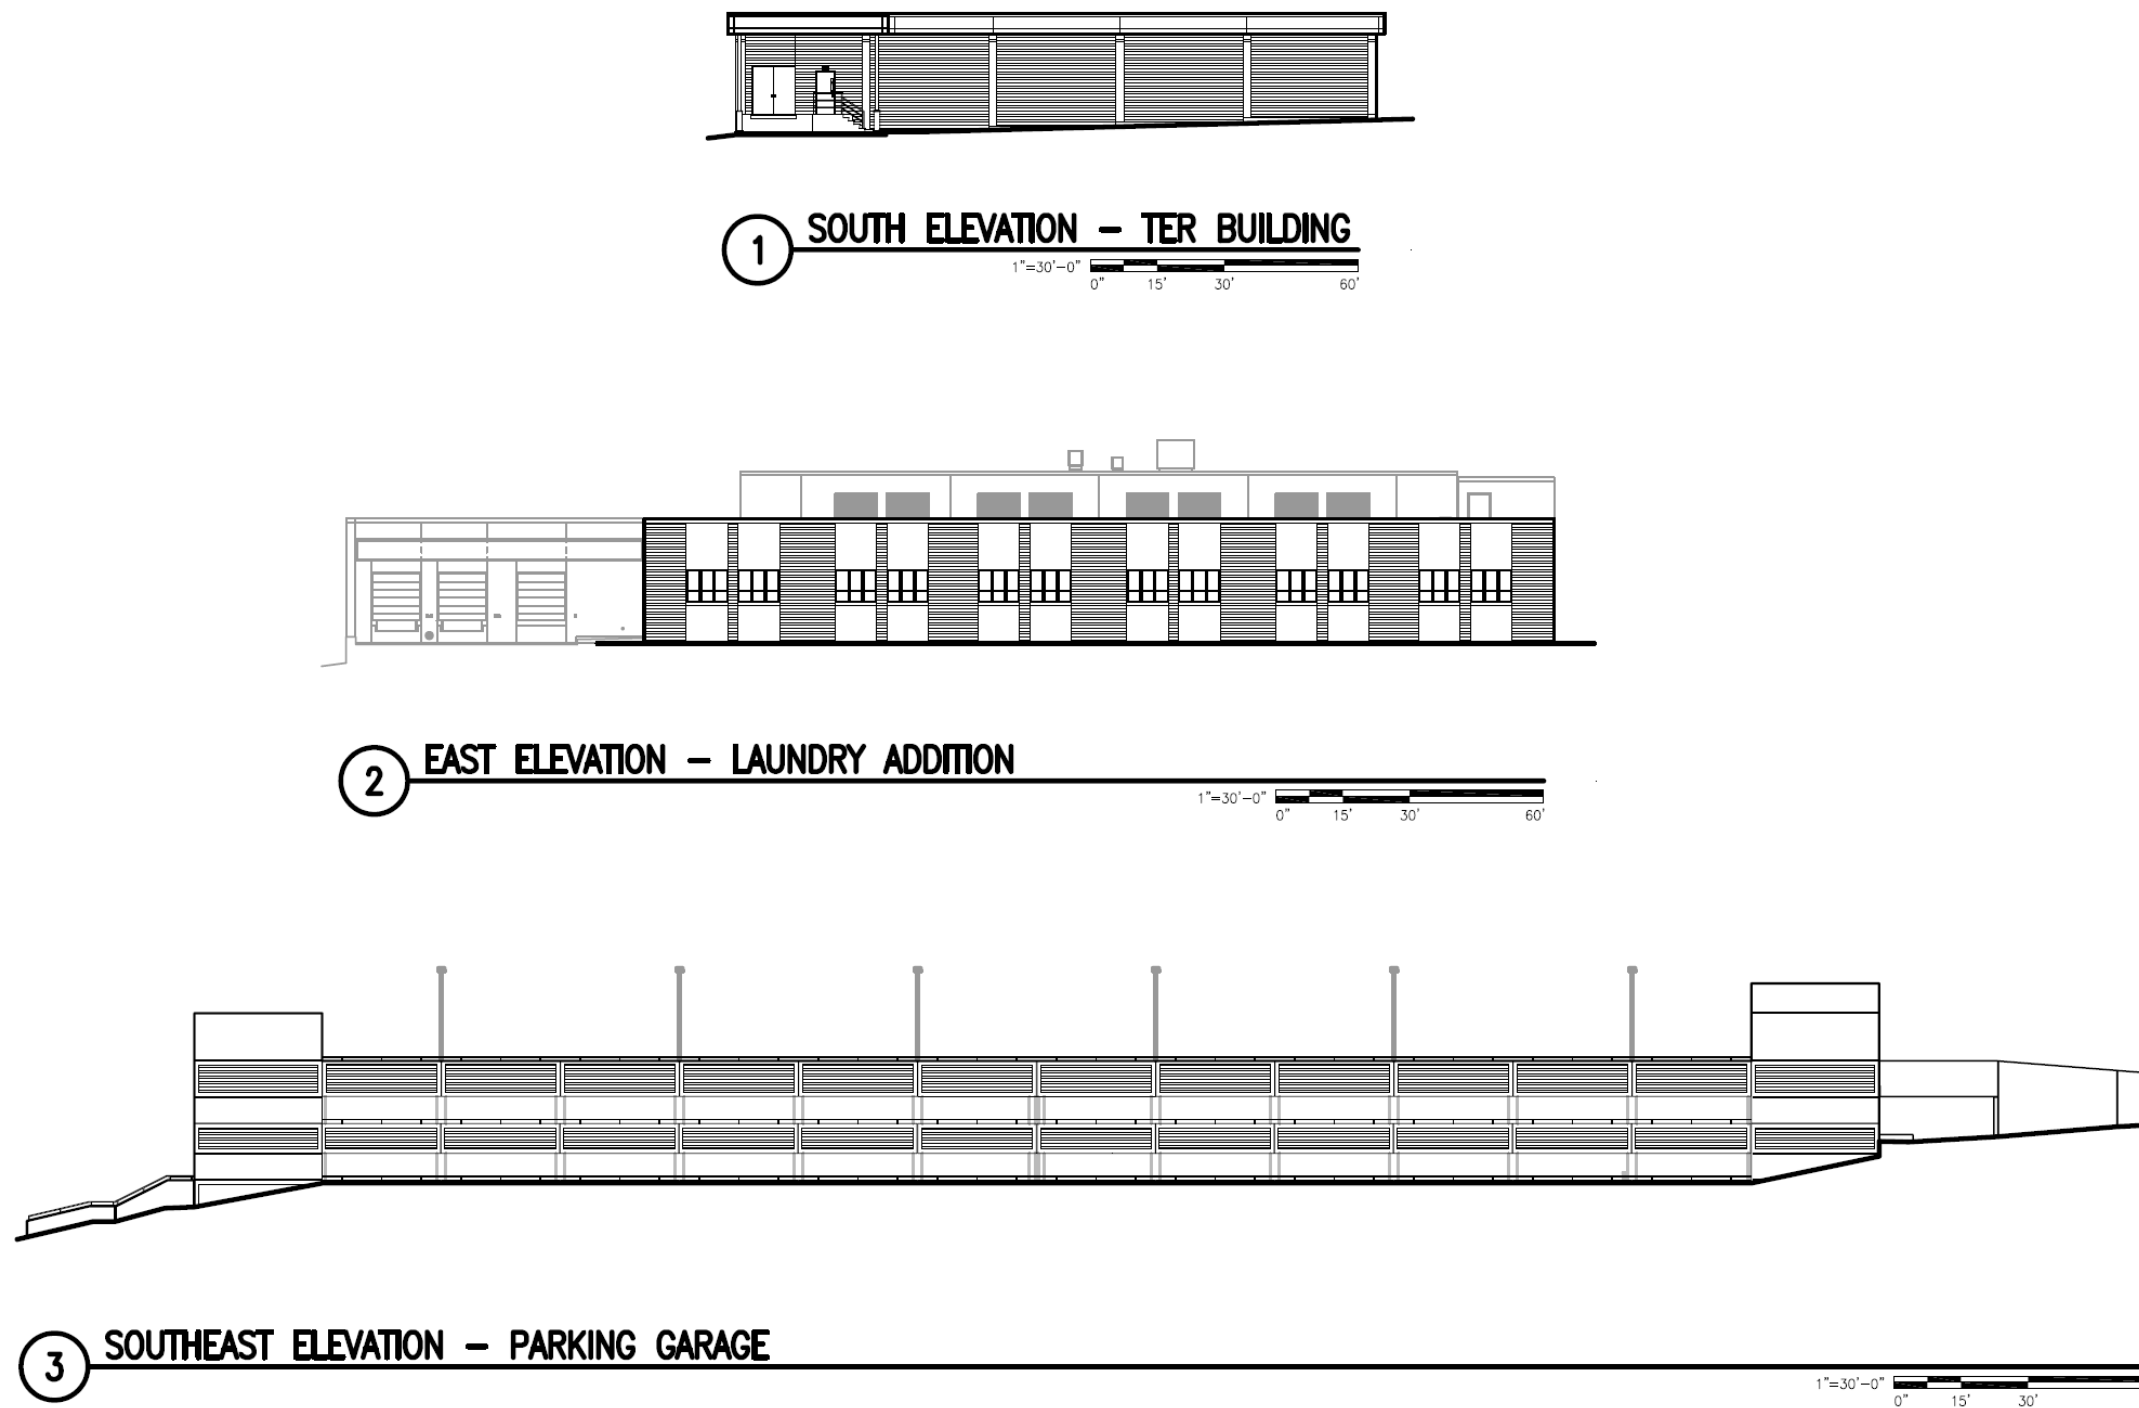 1 SOUTH ELEVATION - TER BUILDING
1"=30'-0"
0" 15' 30' 60'
2 EAST ELEVATION - LAUNDRY ADDITION
1"=30'-0"
0" 15' 30' 60'
3 SOUTHEAST ELEVATION - PARKING GARAGE
1"=30'-0"
0" 15' 30'